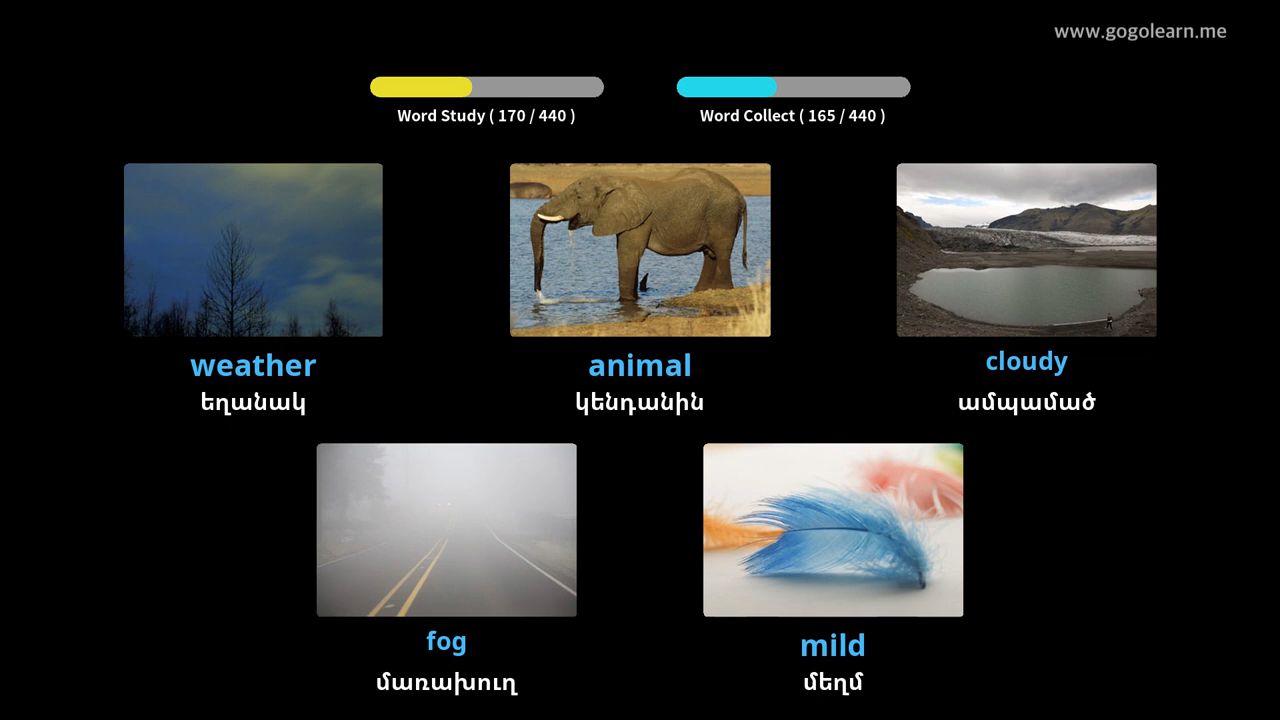 www.gogolearn.me
Word Study ( 170 / 440 )
Word Collect ( 165 / 440 )
weather
եղանակ
animal
կենդանին
cloudy
ամպամած
fog
մառախուղ
mild
մեղմ